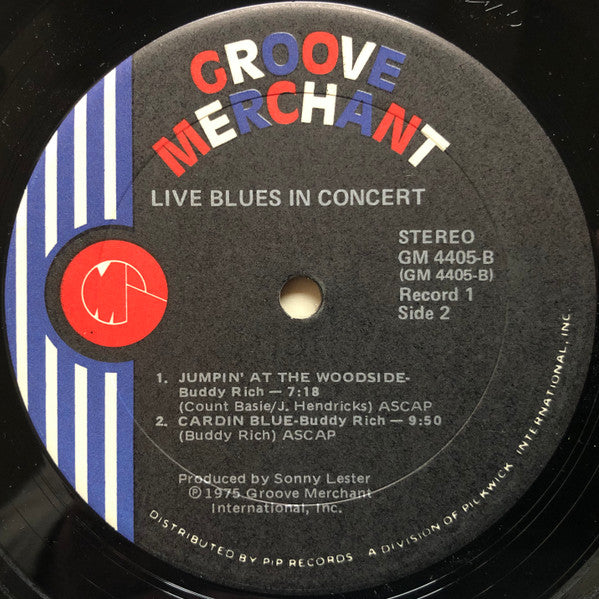 GROOVE
MERCHANT
LIVE BLUES IN CONCERT
STEREO
GM 4405-B
(GM 4405-B)
Record 1
Side 2
1. JUMPIN' AT THE WOODSIDE-
Buddy Rich — 7:18
(Count Basie/J. Hendricks) ASCAP
2. CARDIN BLUE-Buddy Rich — 9:50
(Buddy Rich) ASCAP
Produced by Sonny Lester
℗ 1975 Groove Merchant
International, Inc.
DISTRIBUTED BY PIP RECORDS A DIVISION OF PICKWICK INTERNATIONAL, INC.